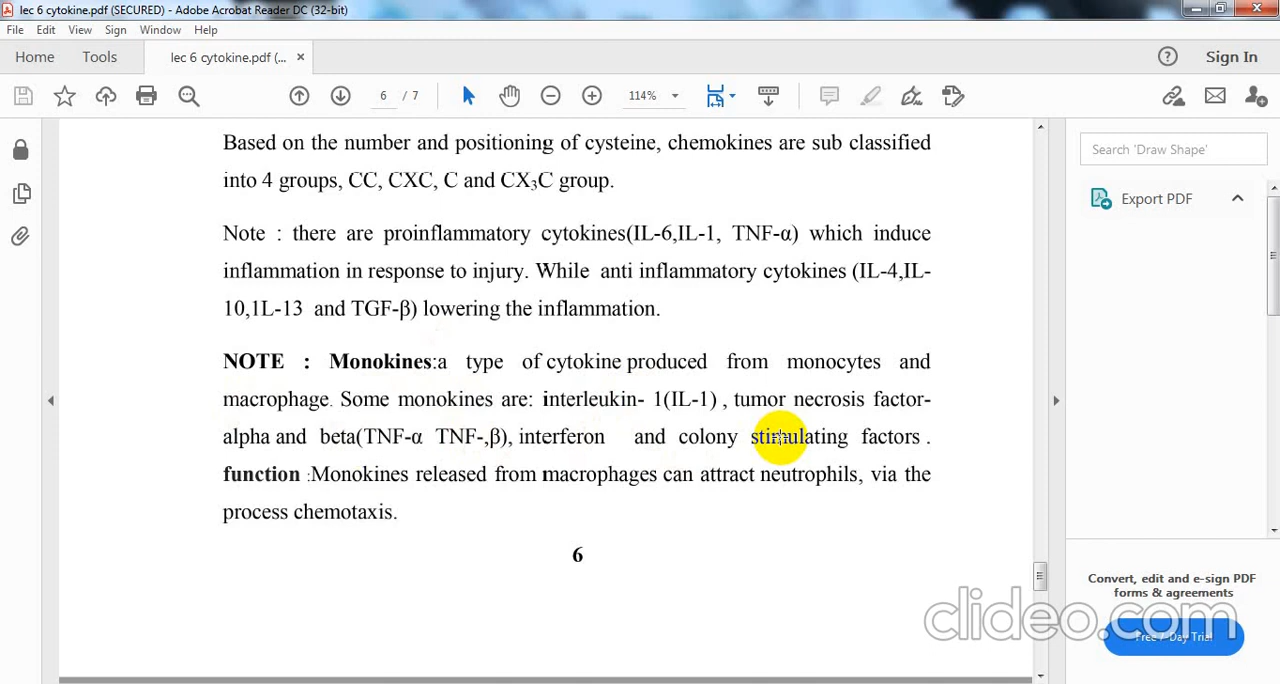 lec 6 cytokine.pdf (SECURED) - Adobe Acrobat Reader DC (32-bit)
File Edit View Sign Window Help
Home Tools lec 6 cytokine.pdf (... × Sign In
6 / 7 114%
Based on the number and positioning of cysteine, chemokines are sub classified
into 4 groups, CC, CXC, C and CX₃C group.
Note : there are proinflammatory cytokines(IL-6,IL-1, TNF-α) which induce
inflammation in response to injury. While anti inflammatory cytokines (IL-4,IL-
10,1L-13 and TGF-β) lowering the inflammation.
NOTE : Monokines:a type of cytokine produced from monocytes and
macrophage. Some monokines are: interleukin- 1(IL-1) , tumor necrosis factor-
alpha and beta(TNF-α TNF-,β), interferon and colony stimulating factors .
function :Monokines released from macrophages can attract neutrophils, via the
process chemotaxis.
6
Search 'Draw Shape'
Export PDF
Convert, edit and e-sign PDF
forms & agreements
Free 7-Day Trial
clideo.com